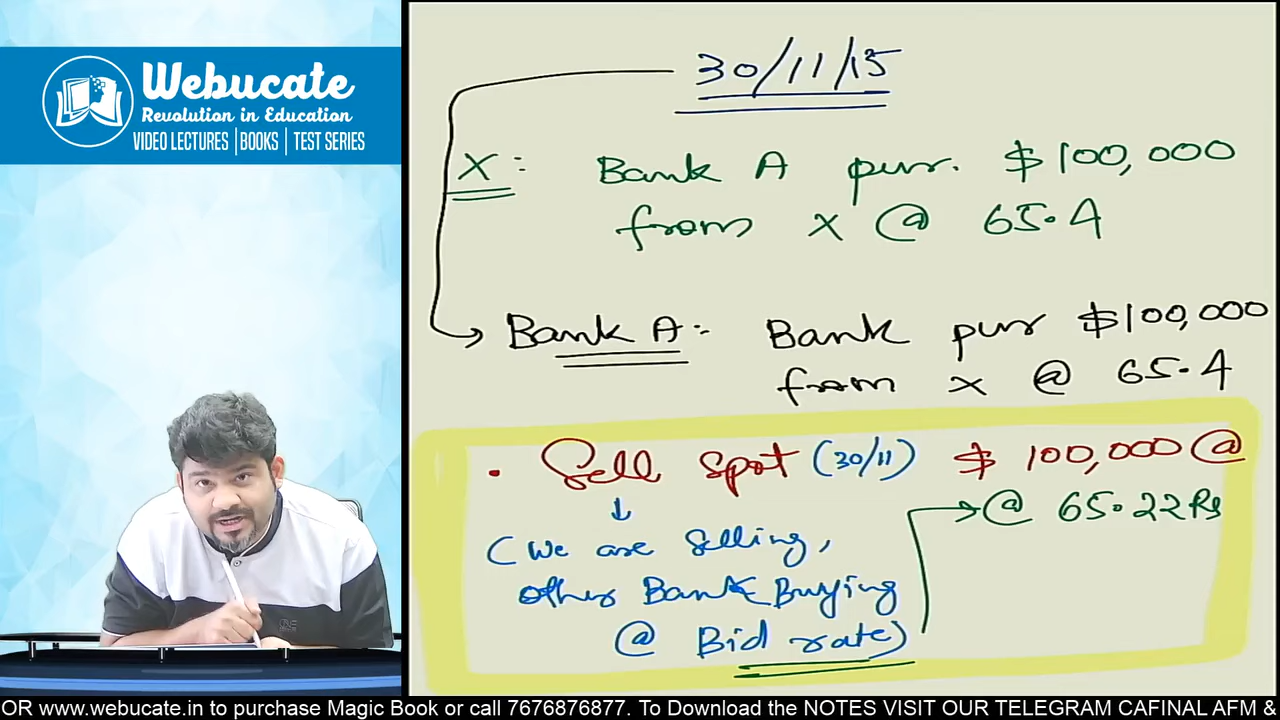 Webucate
Revolution in Education
VIDEO LECTURES | BOOKS | TEST SERIES
30/11/15
X: Bank A pur. $100,000
from X @ 65.4
Bank A:- Bank pur $100,000
from X @ 65.4
• Sell Spot (30/11) $ 100,000 @
@ 65.22 Rs
(We are Selling,
other Bank Buying
@ Bid rate)
OR www.webucate.in to purchase Magic Book or call 7676876877. To Download the NOTES VISIT OUR TELEGRAM CAFINAL AFM &